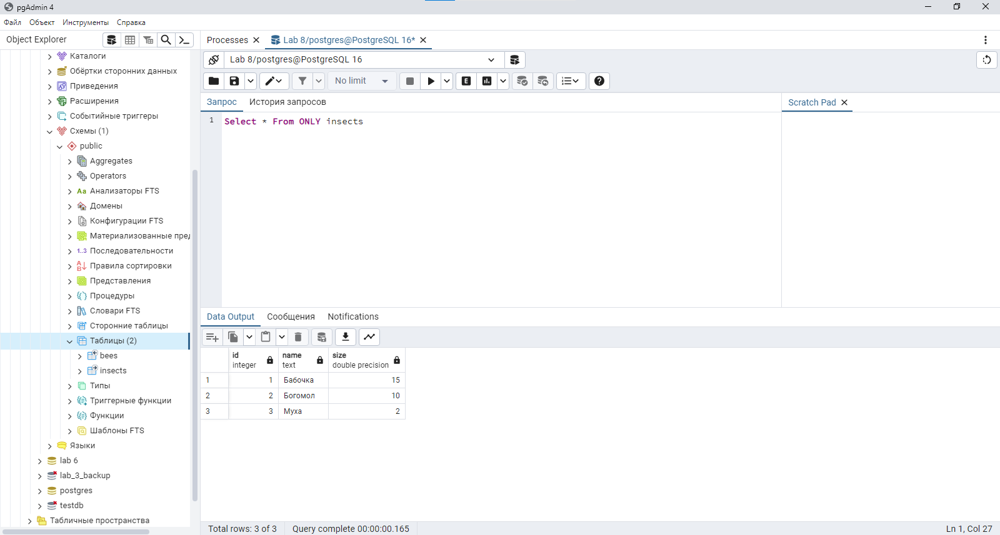 pgAdmin 4
Файл Объект Инструменты Справка
Object Explorer
Каталоги
Обёртки сторонних данных
Приведения
Расширения
Событийные триггеры
Схемы (1)
public
Aggregates
Operators
Aa Анализаторы FTS
Домены
Конфигурации FTS
Материализованные пред
1..3 Последовательности
Правила сортировки
Представления
Процедуры
Словари FTS
Сторонние таблицы
Таблицы (2)
bees
insects
Типы
Триггерные функции
Функции
Шаблоны FTS
Языки
lab 6
lab_3_backup
postgres
testdb
Табличные пространства
Processes Lab 8/postgres@PostgreSQL 16*
Lab 8/postgres@PostgreSQL 16
No limit E
Запрос История запросов
1 Select * From ONLY insects
Scratch Pad
Data Output Сообщения Notifications
id name size
integer text double precision
1 1 Бабочка 15
2 2 Богомол 10
3 3 Муха 2
Total rows: 3 of 3 Query complete 00:00:00.165 Ln 1, Col 27